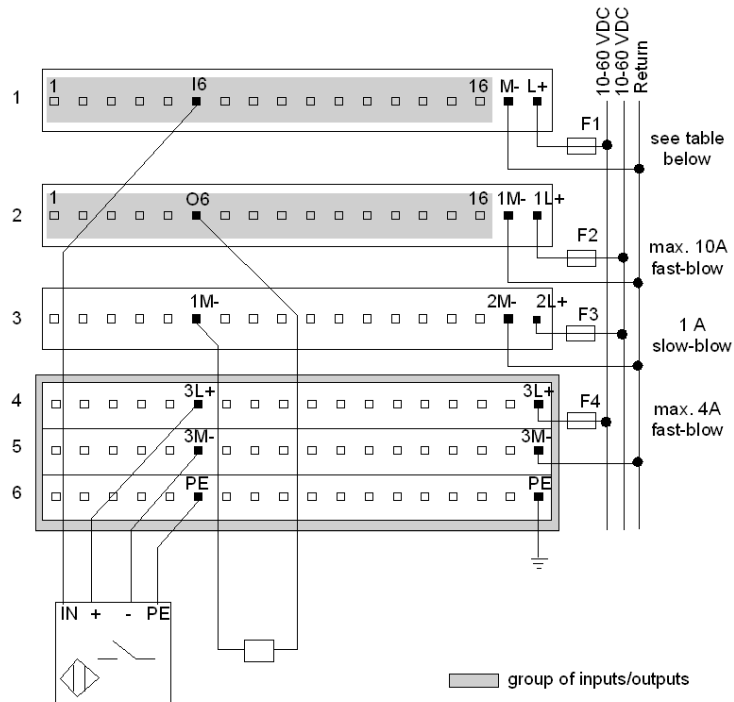 10-60 VDC
10-60 VDC
Return
1
1
I6
16
M-
L+
F1
see table
below
2
1
O6
16
1M-
1L+
F2
max. 10A
fast-blow
3
1M-
2M-
2L+
F3
1 A
slow-blow
4
3L+
3L+
F4
max. 4A
fast-blow
5
3M-
3M-
6
PE
PE
IN + - PE
group of inputs/outputs